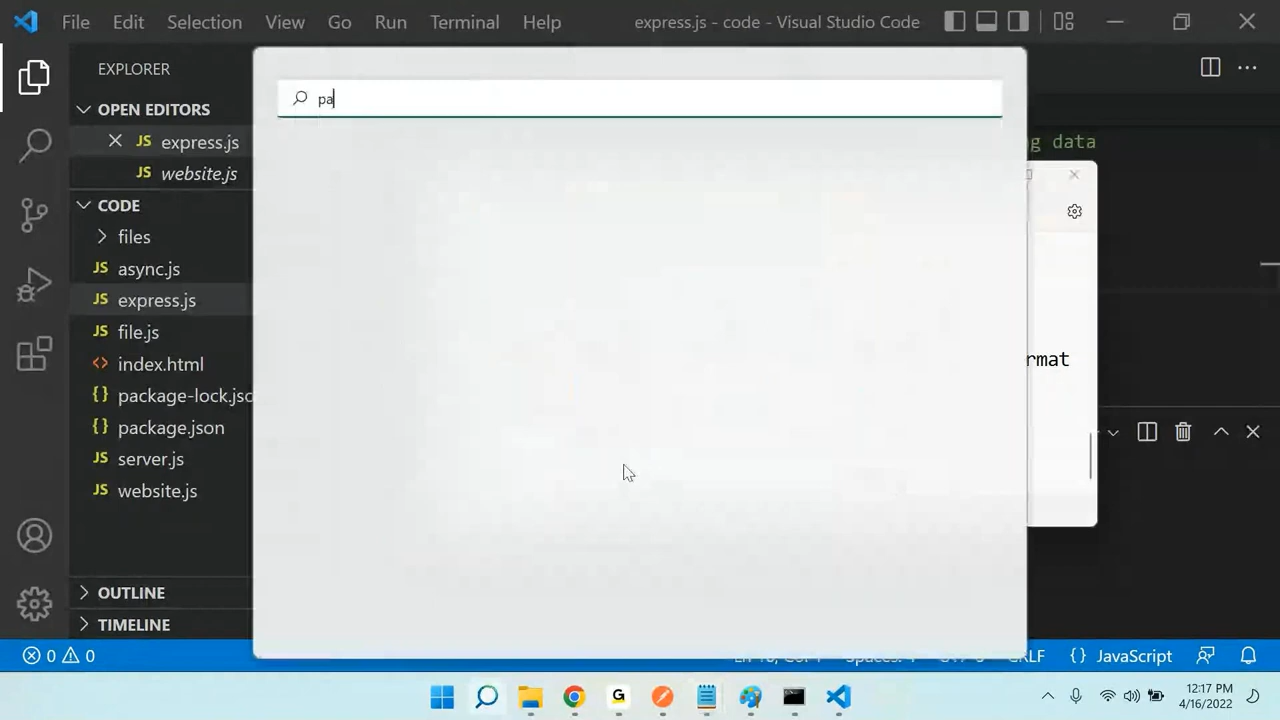 File Edit Selection View Go Run Terminal Help express.js - code - Visual Studio Code
EXPLORER
OPEN EDITORS
JS express.js
JS website.js
CODE
files
JS async.js
JS express.js
JS file.js
<> index.html
{} package-lock.jsc
{} package.json
JS server.js
JS website.js
OUTLINE
TIMELINE
pa
g data
rmat
0 0
CRLF {} JavaScript
G
12:17 PM
4/16/2022